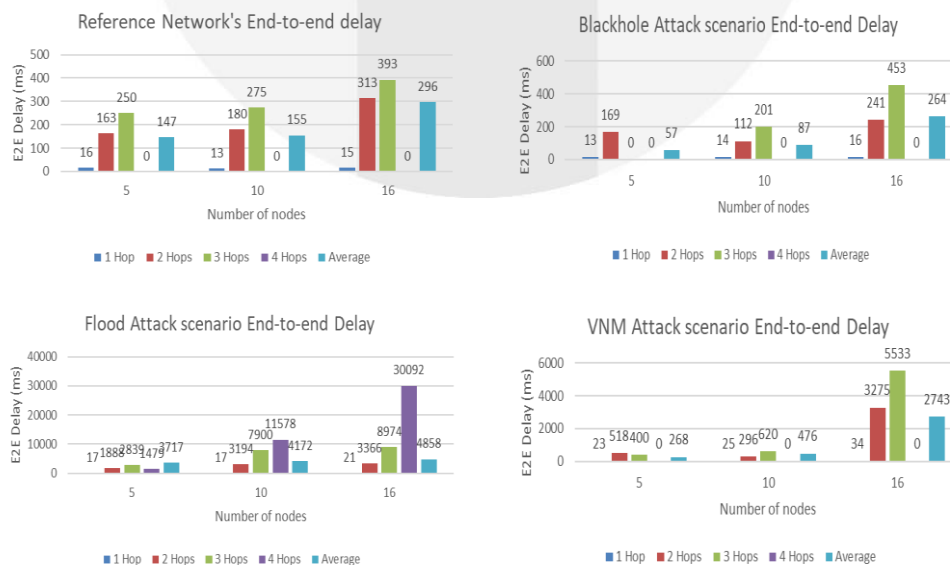 Reference Network's End-to-end delay
E2E Delay (ms)
500
400
300
200
100
0
16 163 250 0 147
13 180 275 0 155
15 313 393 0 296
5 10 16
Number of nodes
1 Hop 2 Hops 3 Hops 4 Hops Average
Blackhole Attack scenario End-to-end Delay
E2E Delay (ms)
600
400
200
0
13 169 0 0 57
14 112 201 0 87
16 241 453 0 264
5 10 16
Number of nodes
1 Hop 2 Hops 3 Hops 4 Hops Average
Flood Attack scenario End-to-end Delay
E2E Delay (ms)
40000
30000
20000
10000
0
17 1888 2839 1479 3717
17 3194 7900 11578 4172
21 3366 8974 30092 4858
5 10 16
Number of nodes
1 Hop 2 Hops 3 Hops 4 Hops Average
VNM Attack scenario End-to-end Delay
E2E Delay (ms)
6000
4000
2000
0
23 518 400 0 268
25 296 620 0 476
34 3275 5533 0 2743
5 10 16
Number of nodes
1 Hop 2 Hops 3 Hops 4 Hops Average